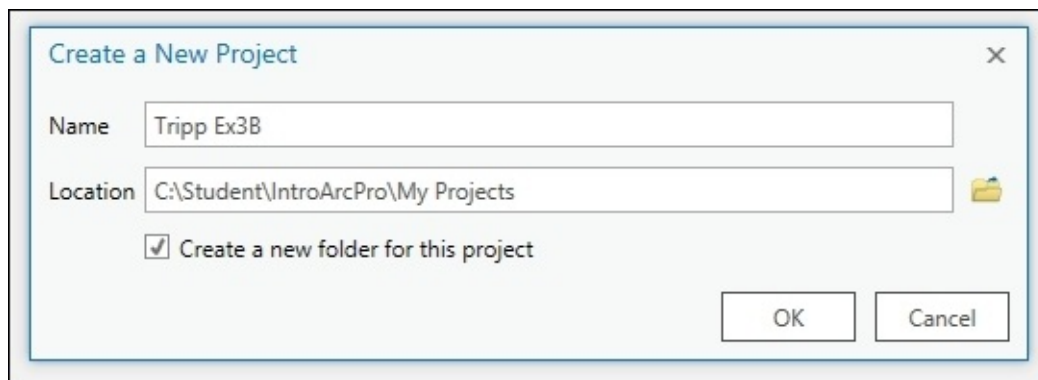 Create a New Project
Name Tripp Ex3B
Location C:\Student\IntroArcPro\My Projects
Create a new folder for this project
OK Cancel